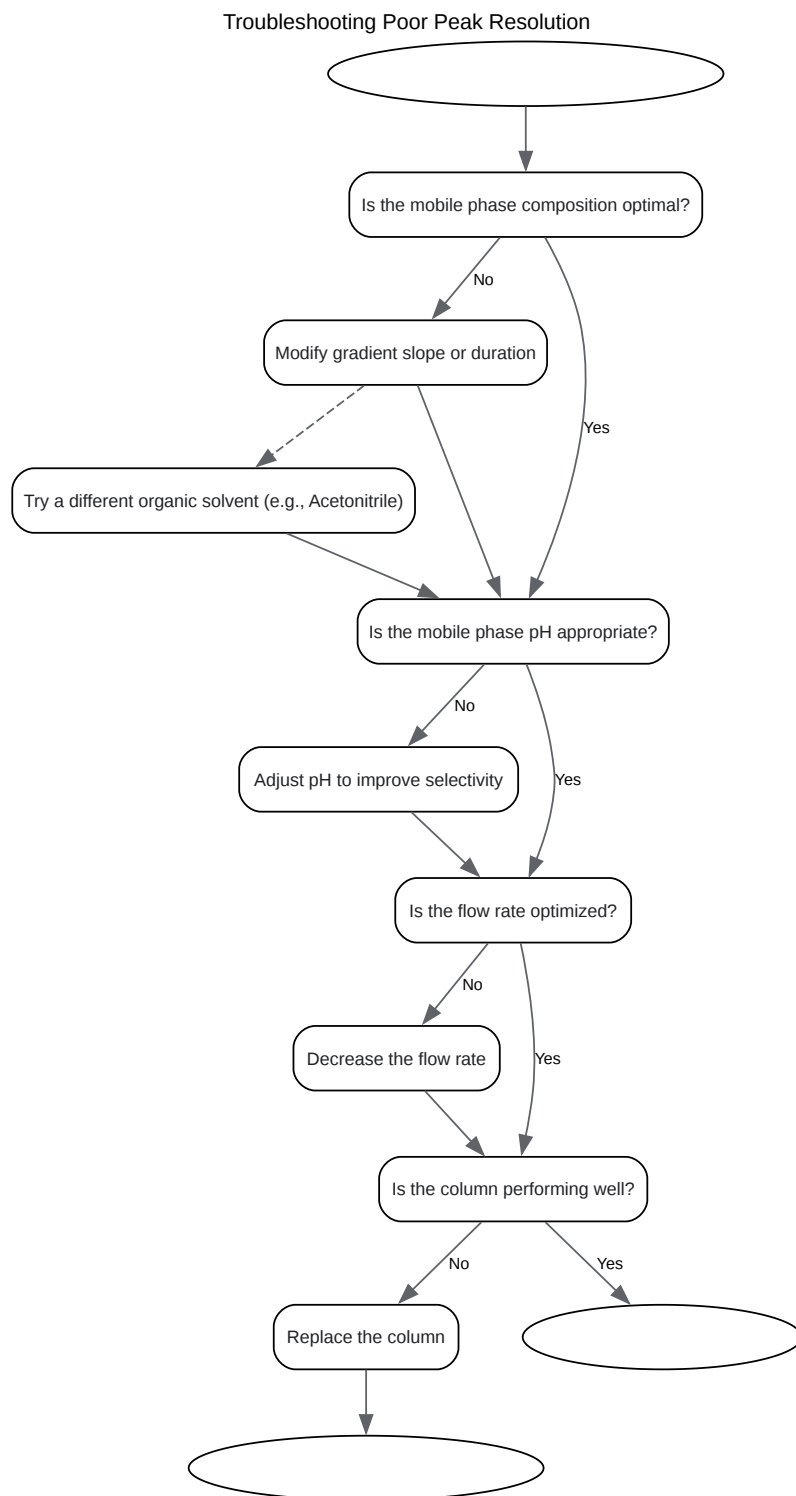 Troubleshooting Poor Peak Resolution
Is the mobile phase composition optimal?
No
Modify gradient slope or duration
Yes
Try a different organic solvent (e.g., Acetonitrile)
Is the mobile phase pH appropriate?
No
Adjust pH to improve selectivity
Yes
Is the flow rate optimized?
No
Decrease the flow rate
Yes
Is the column performing well?
No
Yes
Replace the column